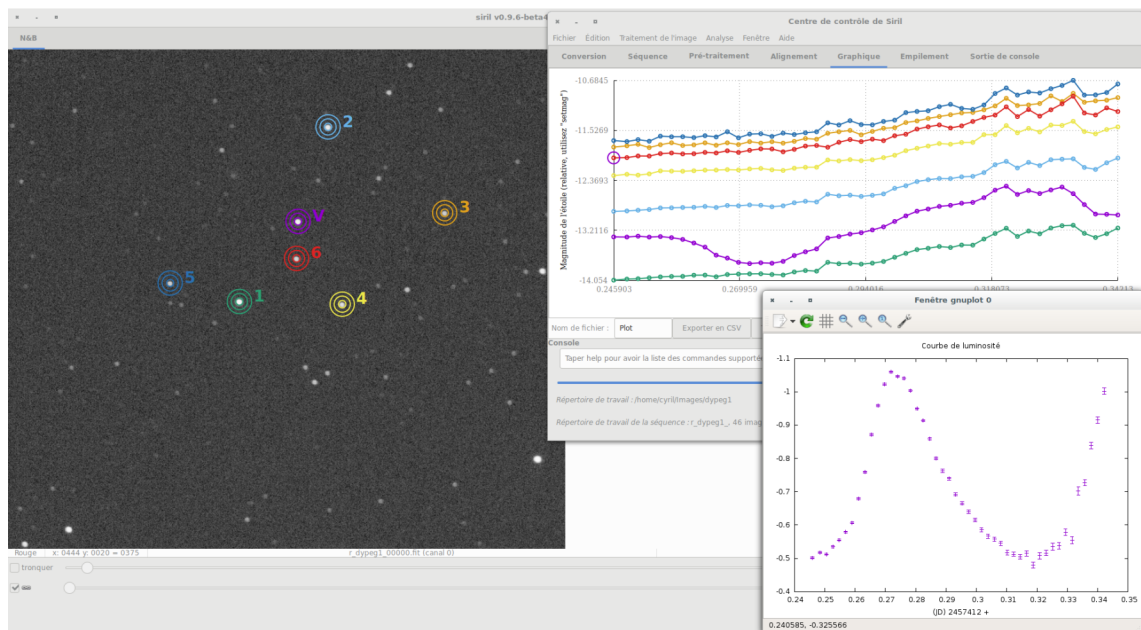 siril v0.9.6-beta4
N&B
2
V
3
6
5
1
4
Rouge x: 0444 y: 0020 = 0375 r_dypeg1_00000.fit (canal 0)
tronquer
Centre de contrôle de Siril
Fichier Édition Traitement de l'image Analyse Fenêtre Aide
Conversion Séquence Pré-traitement Alignement Graphique Empilement Sortie de console
Magnitude de l'étoile (relative, utilisez "setmag")
-10.6845
-11.5269
-12.3693
-13.2116
-14.054
0.245903 0.269959 0.294016 0.318073 0.34213
Nom de fichier : Plot Exporter en CSV
Console
Taper help pour avoir la liste des commandes supportée
Répertoire de travail : /home/cyril/Images/dypeg1
Répertoire de travail de la séquence : r_dypeg1_, 46 imag
Fenêtre gnuplot 0
Courbe de luminosité
-1.1
-1
-0.9
-0.8
-0.7
-0.6
-0.5
-0.4
0.24 0.25 0.26 0.27 0.28 0.29 0.3 0.31 0.32 0.33 0.34 0.35
(JD) 2457412 +
0.240585, -0.325566